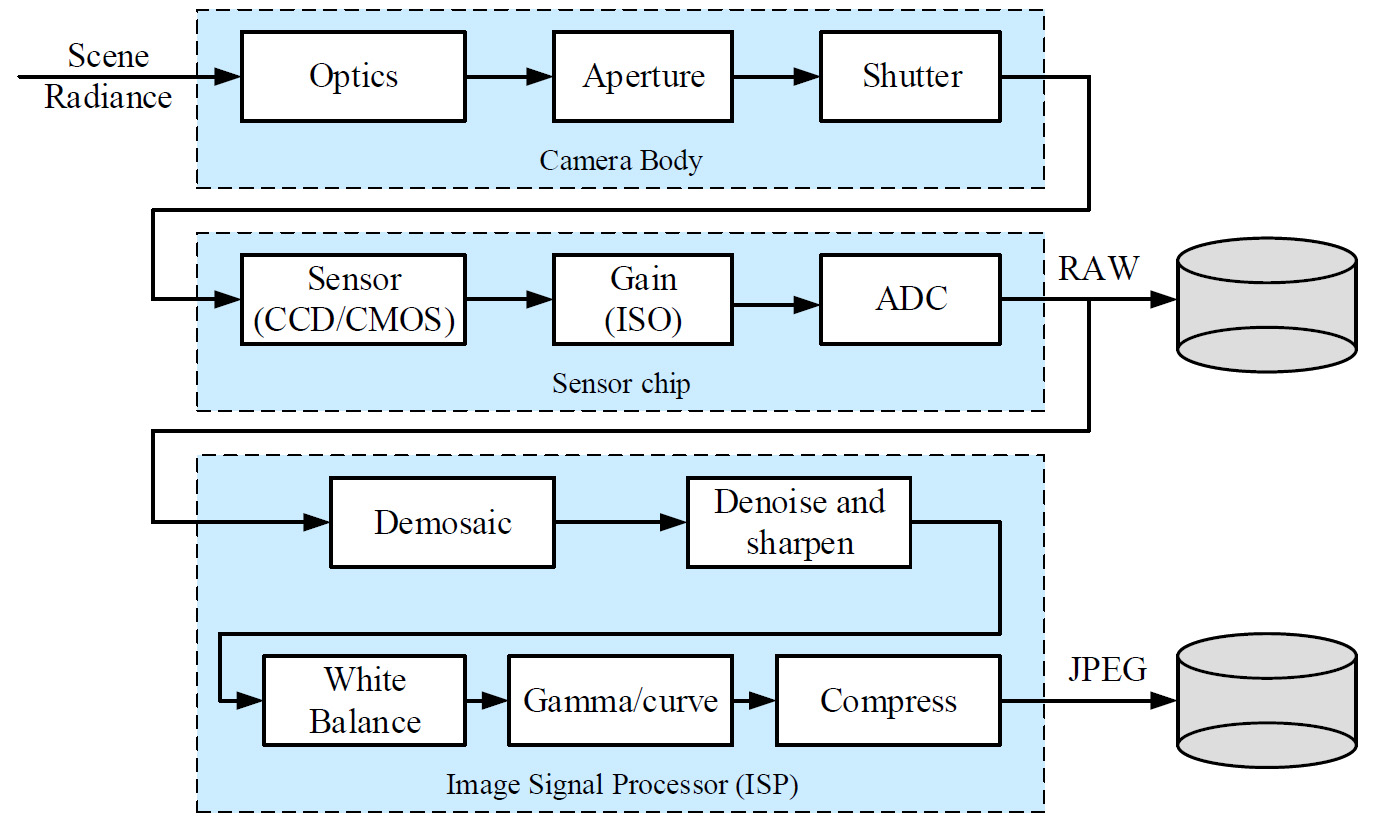 Scene
Radiance
Optics
Aperture
Shutter
Camera Body
Sensor
(CCD/CMOS)
Gain
(ISO)
ADC
RAW
Sensor chip
Demosaic
Denoise and
sharpen
White
Balance
Gamma/curve
Compress
JPEG
Image Signal Processor (ISP)